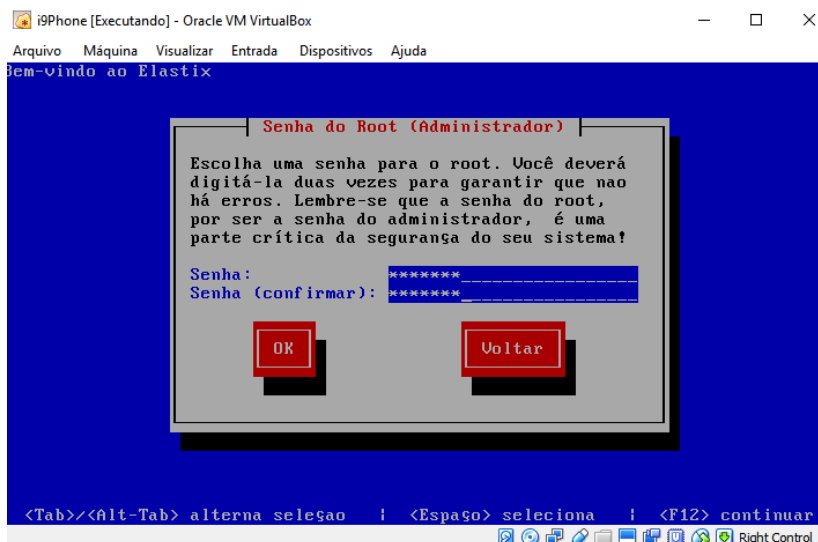 i9Phone [Executando] - Oracle VM VirtualBox
Arquivo Máquina Visualizar Entrada Dispositivos Ajuda
Bem-vindo ao Elastix
Senha do Root (Administrador)
Escolha uma senha para o root. Você deverá
digitá-la duas vezes para garantir que nao
há erros. Lembre-se que a senha do root,
por ser a senha do administrador, é uma
parte crítica da segurança do seu sistema!
Senha: *******
Senha (confirmar): *******
OK Voltar
<Tab>/<Alt-Tab> alterna seleçao | <Espaço> seleciona | <F12> continuar
Right Control